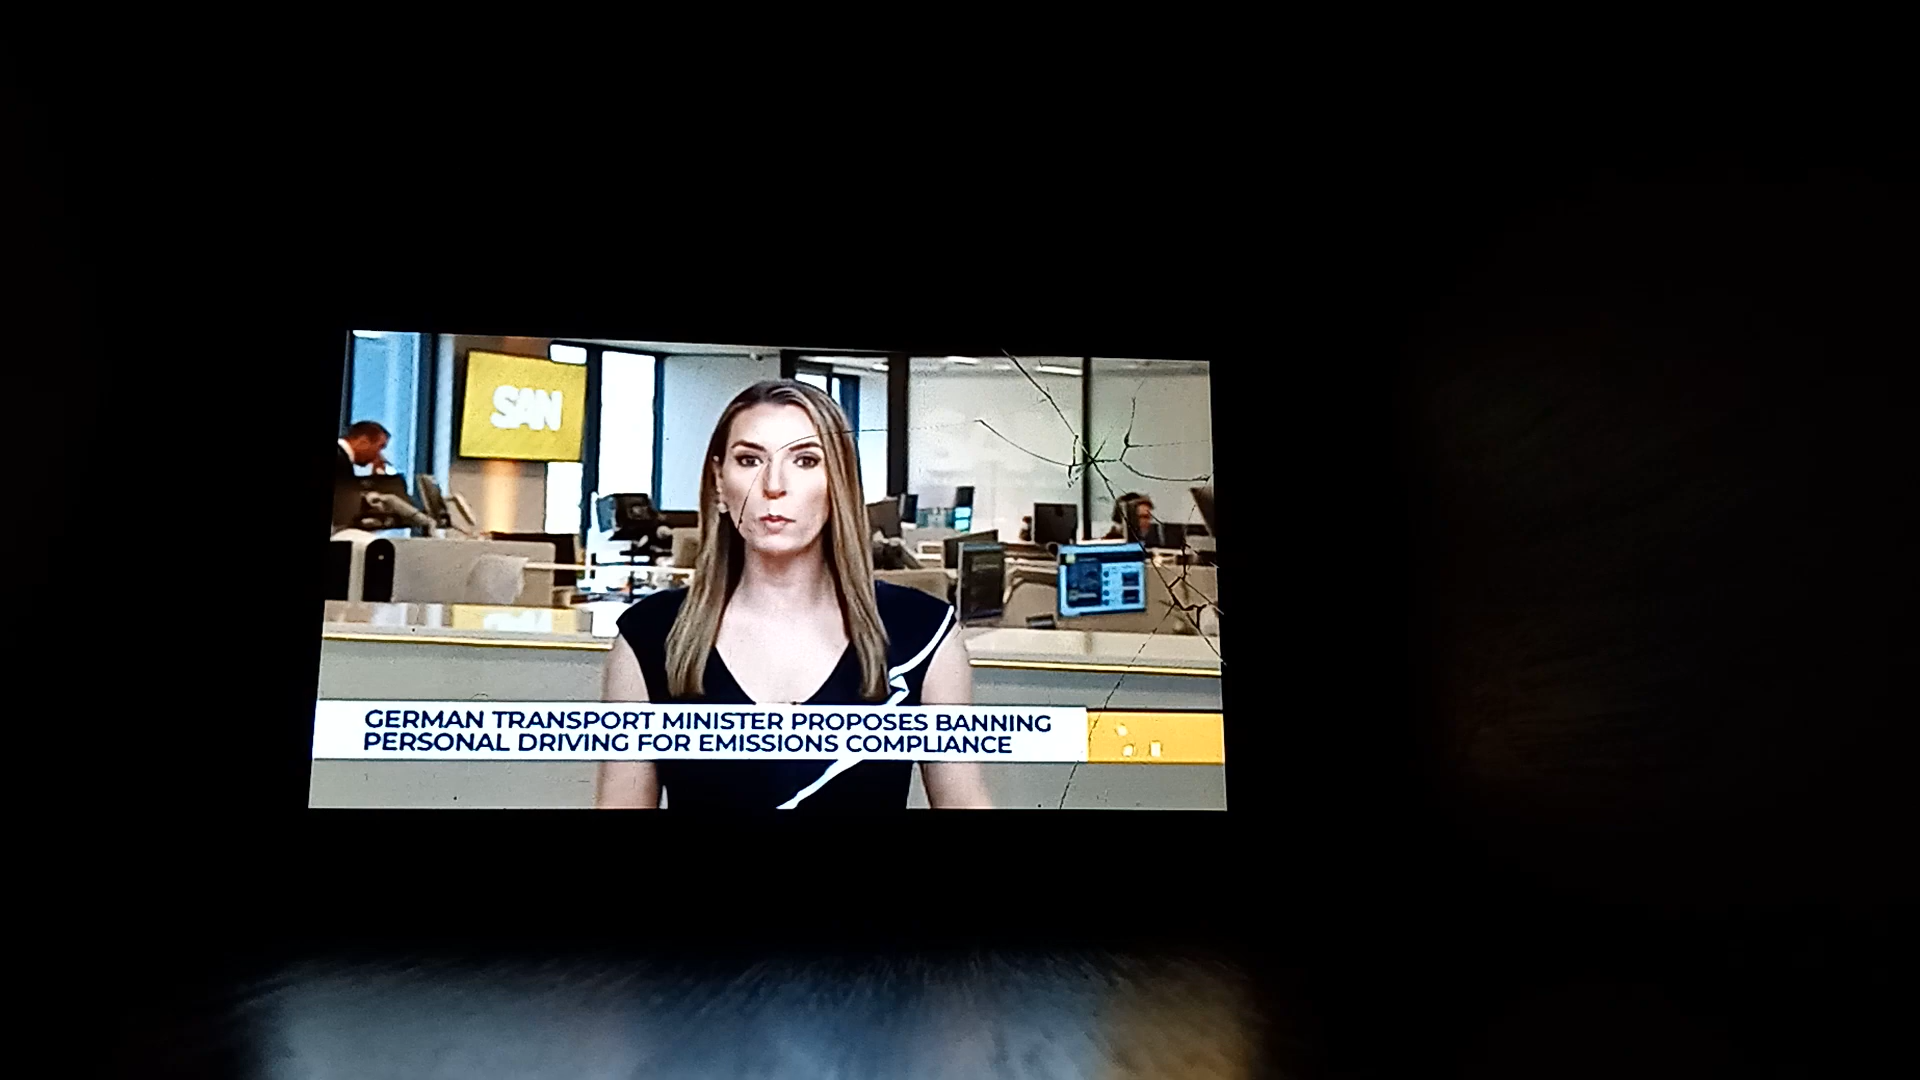 SAN
GERMAN TRANSPORT MINISTER PROPOSES BANNING
PERSONAL DRIVING FOR EMISSIONS COMPLIANCE